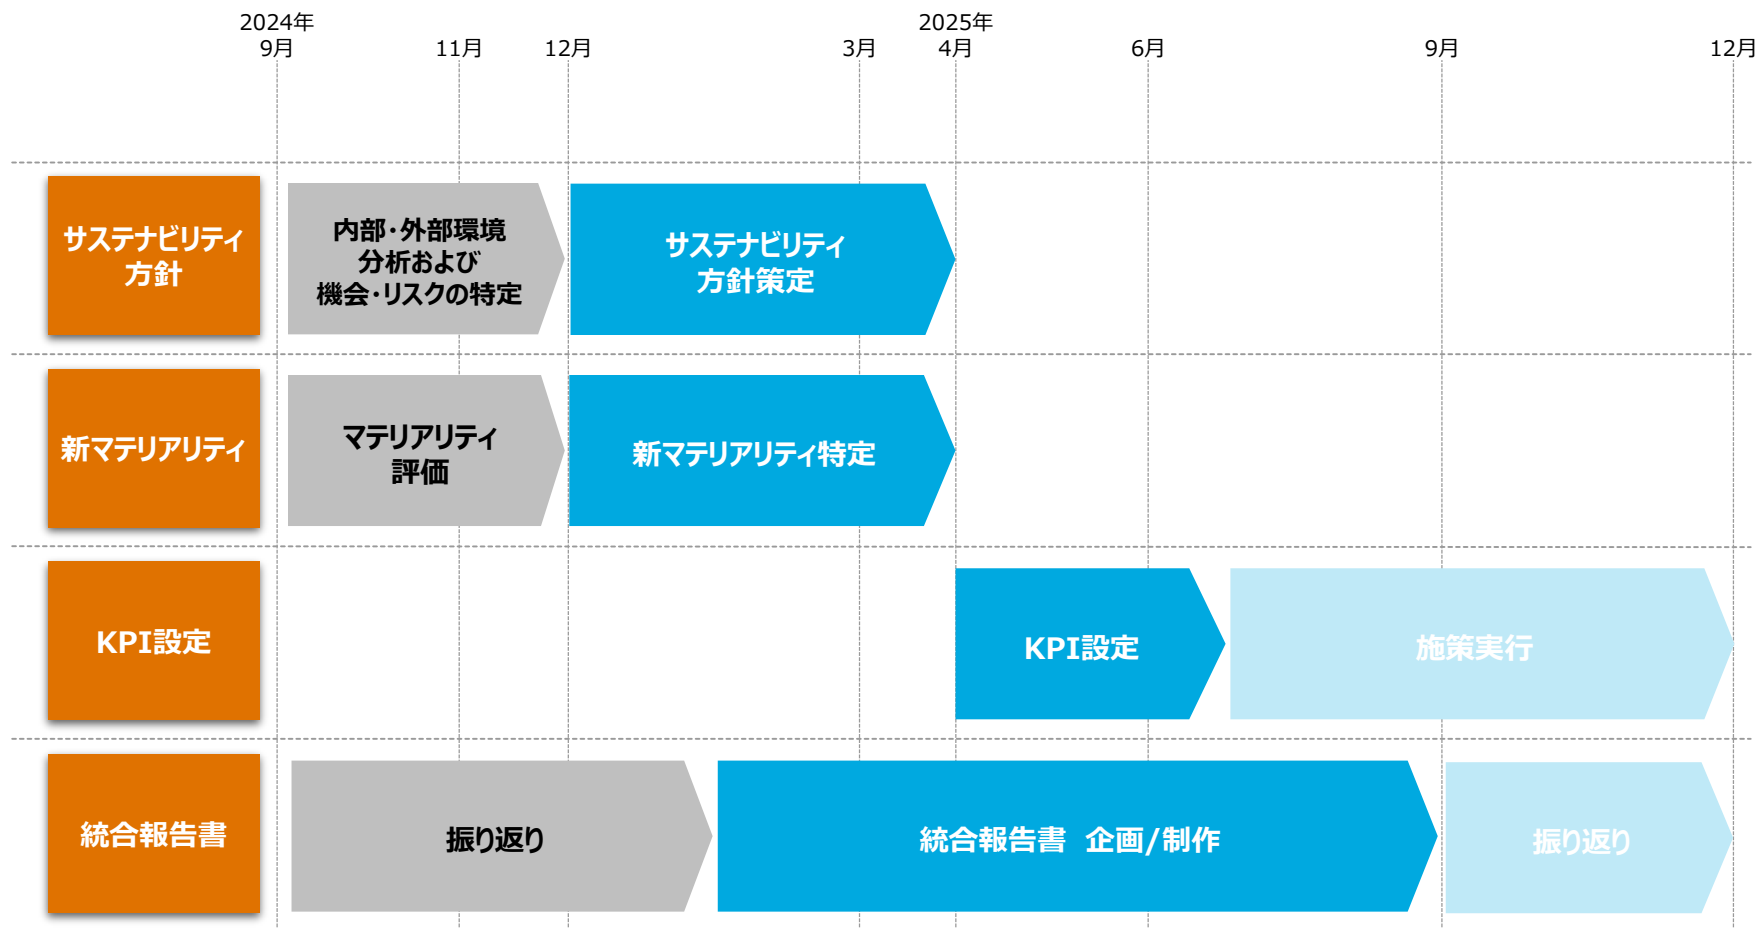 2024年
2025年
9月
11月
12月
3月
4月
6月
9月
12月
サステナビリティ
方針
内部・外部環境
分析および
機会・リスクの特定
サステナビリティ
方針策定
新マテリアリティ
マテリアリティ
評価
新マテリアリティ特定
KPI設定
KPI設定
施策実行
統合報告書
振り返り
統合報告書 企画/制作
振り返り